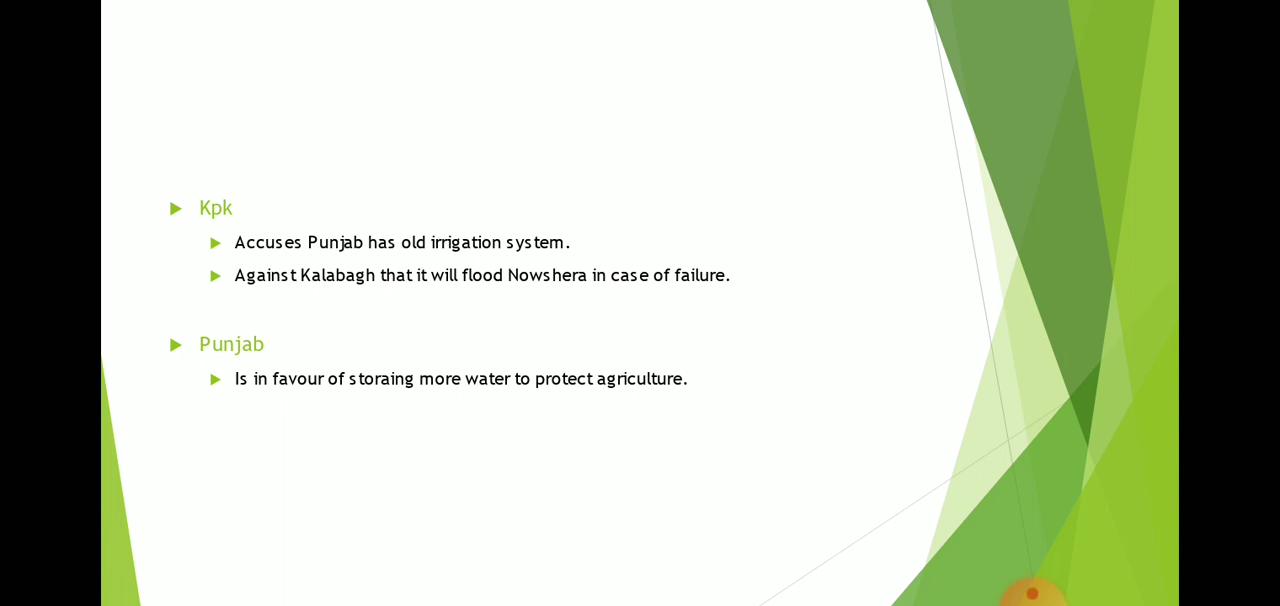 Kpk
Accuses Punjab has old irrigation system.
Against Kalabagh that it will flood Nowshera in case of failure.
Punjab
Is in favour of storaing more water to protect agriculture.